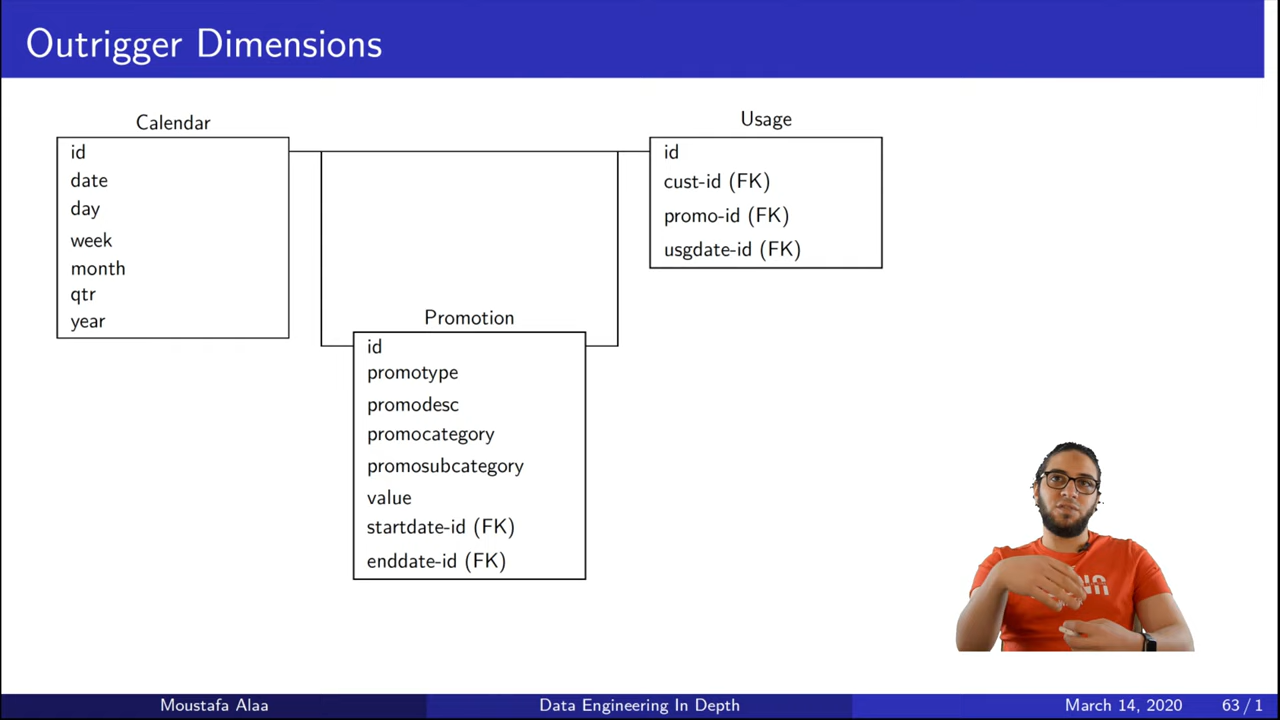 Outrigger Dimensions
Calendar
id
date
day
week
month
qtr
year
Usage
id
cust-id (FK)
promo-id (FK)
usgdate-id (FK)
Promotion
id
promotype
promodesc
promocategory
promosubcategory
value
startdate-id (FK)
enddate-id (FK)
Moustafa Alaa
Data Engineering In Depth
March 14, 2020
63 / 1